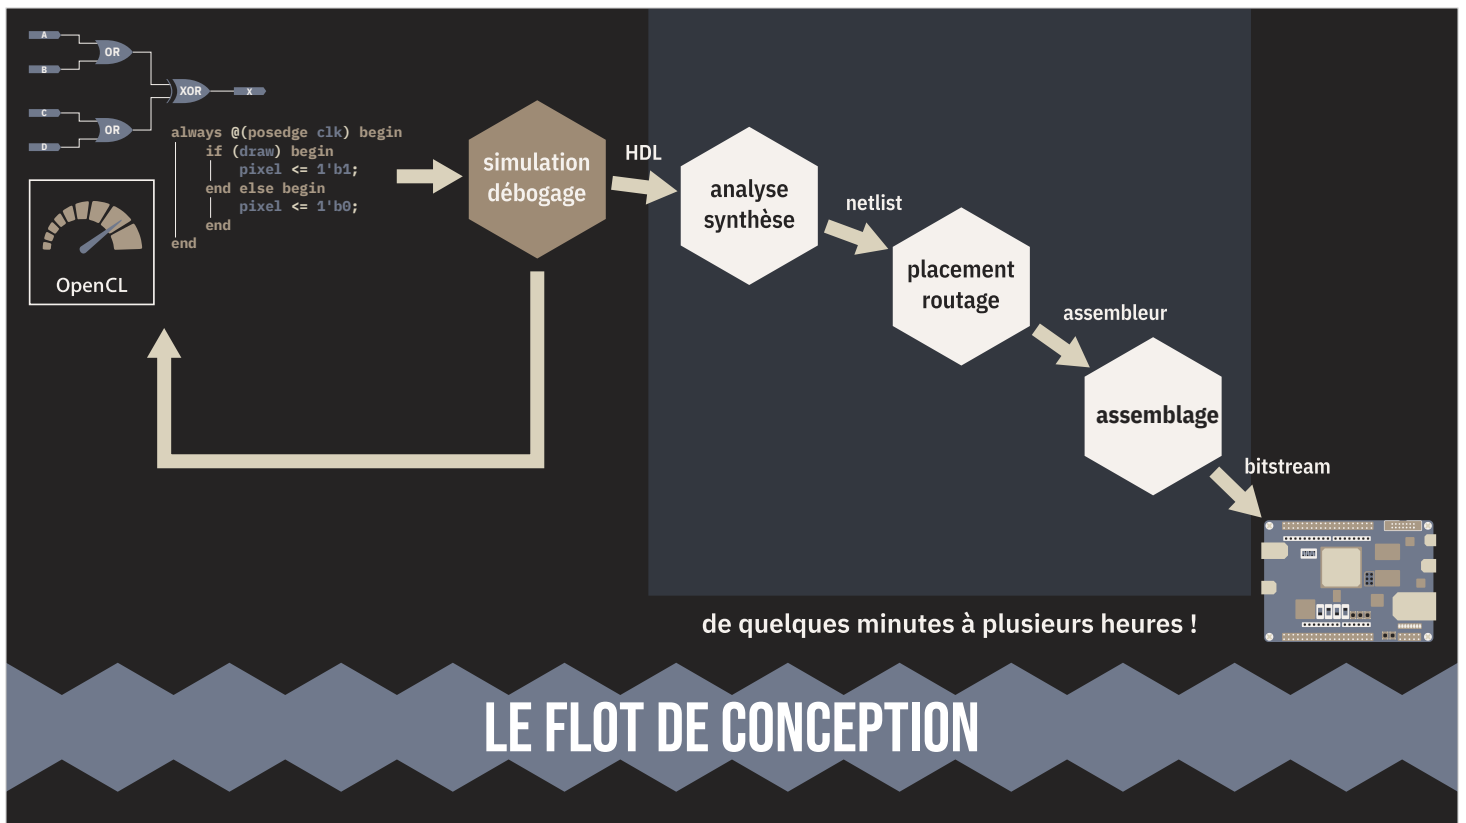 A
B
OR
XOR
x
C
D
OR
always @(posedge clk) begin
if (draw) begin
pixel <= 1'b1;
end else begin
pixel <= 1'b0;
end
end
OpenCL
simulation
débogage
HDL
analyse
synthèse
netlist
placement
routage
assembleur
assemblage
bitstream
de quelques minutes à plusieurs heures !
LE FLOT DE CONCEPTION